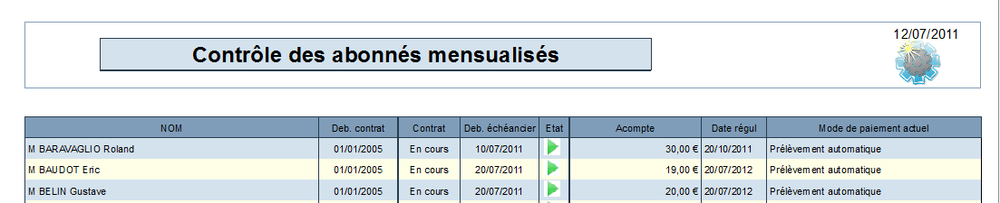 12/07/2011
Contrôle des abonnés mensualisés
NOM Deb. contrat Contrat Deb. échéancier Etat Acompte Date régul Mode de paiement actuel
M BARAVAGLIO Roland 01/01/2005 En cours 10/07/2011 30,00 € 20/10/2011 Prélèvement automatique
M BAUDOT Eric 01/01/2005 En cours 20/07/2011 19,00 € 20/07/2012 Prélèvement automatique
M BELIN Gustave 01/01/2005 En cours 20/07/2011 20,00 € 20/07/2012 Prélèvement automatique